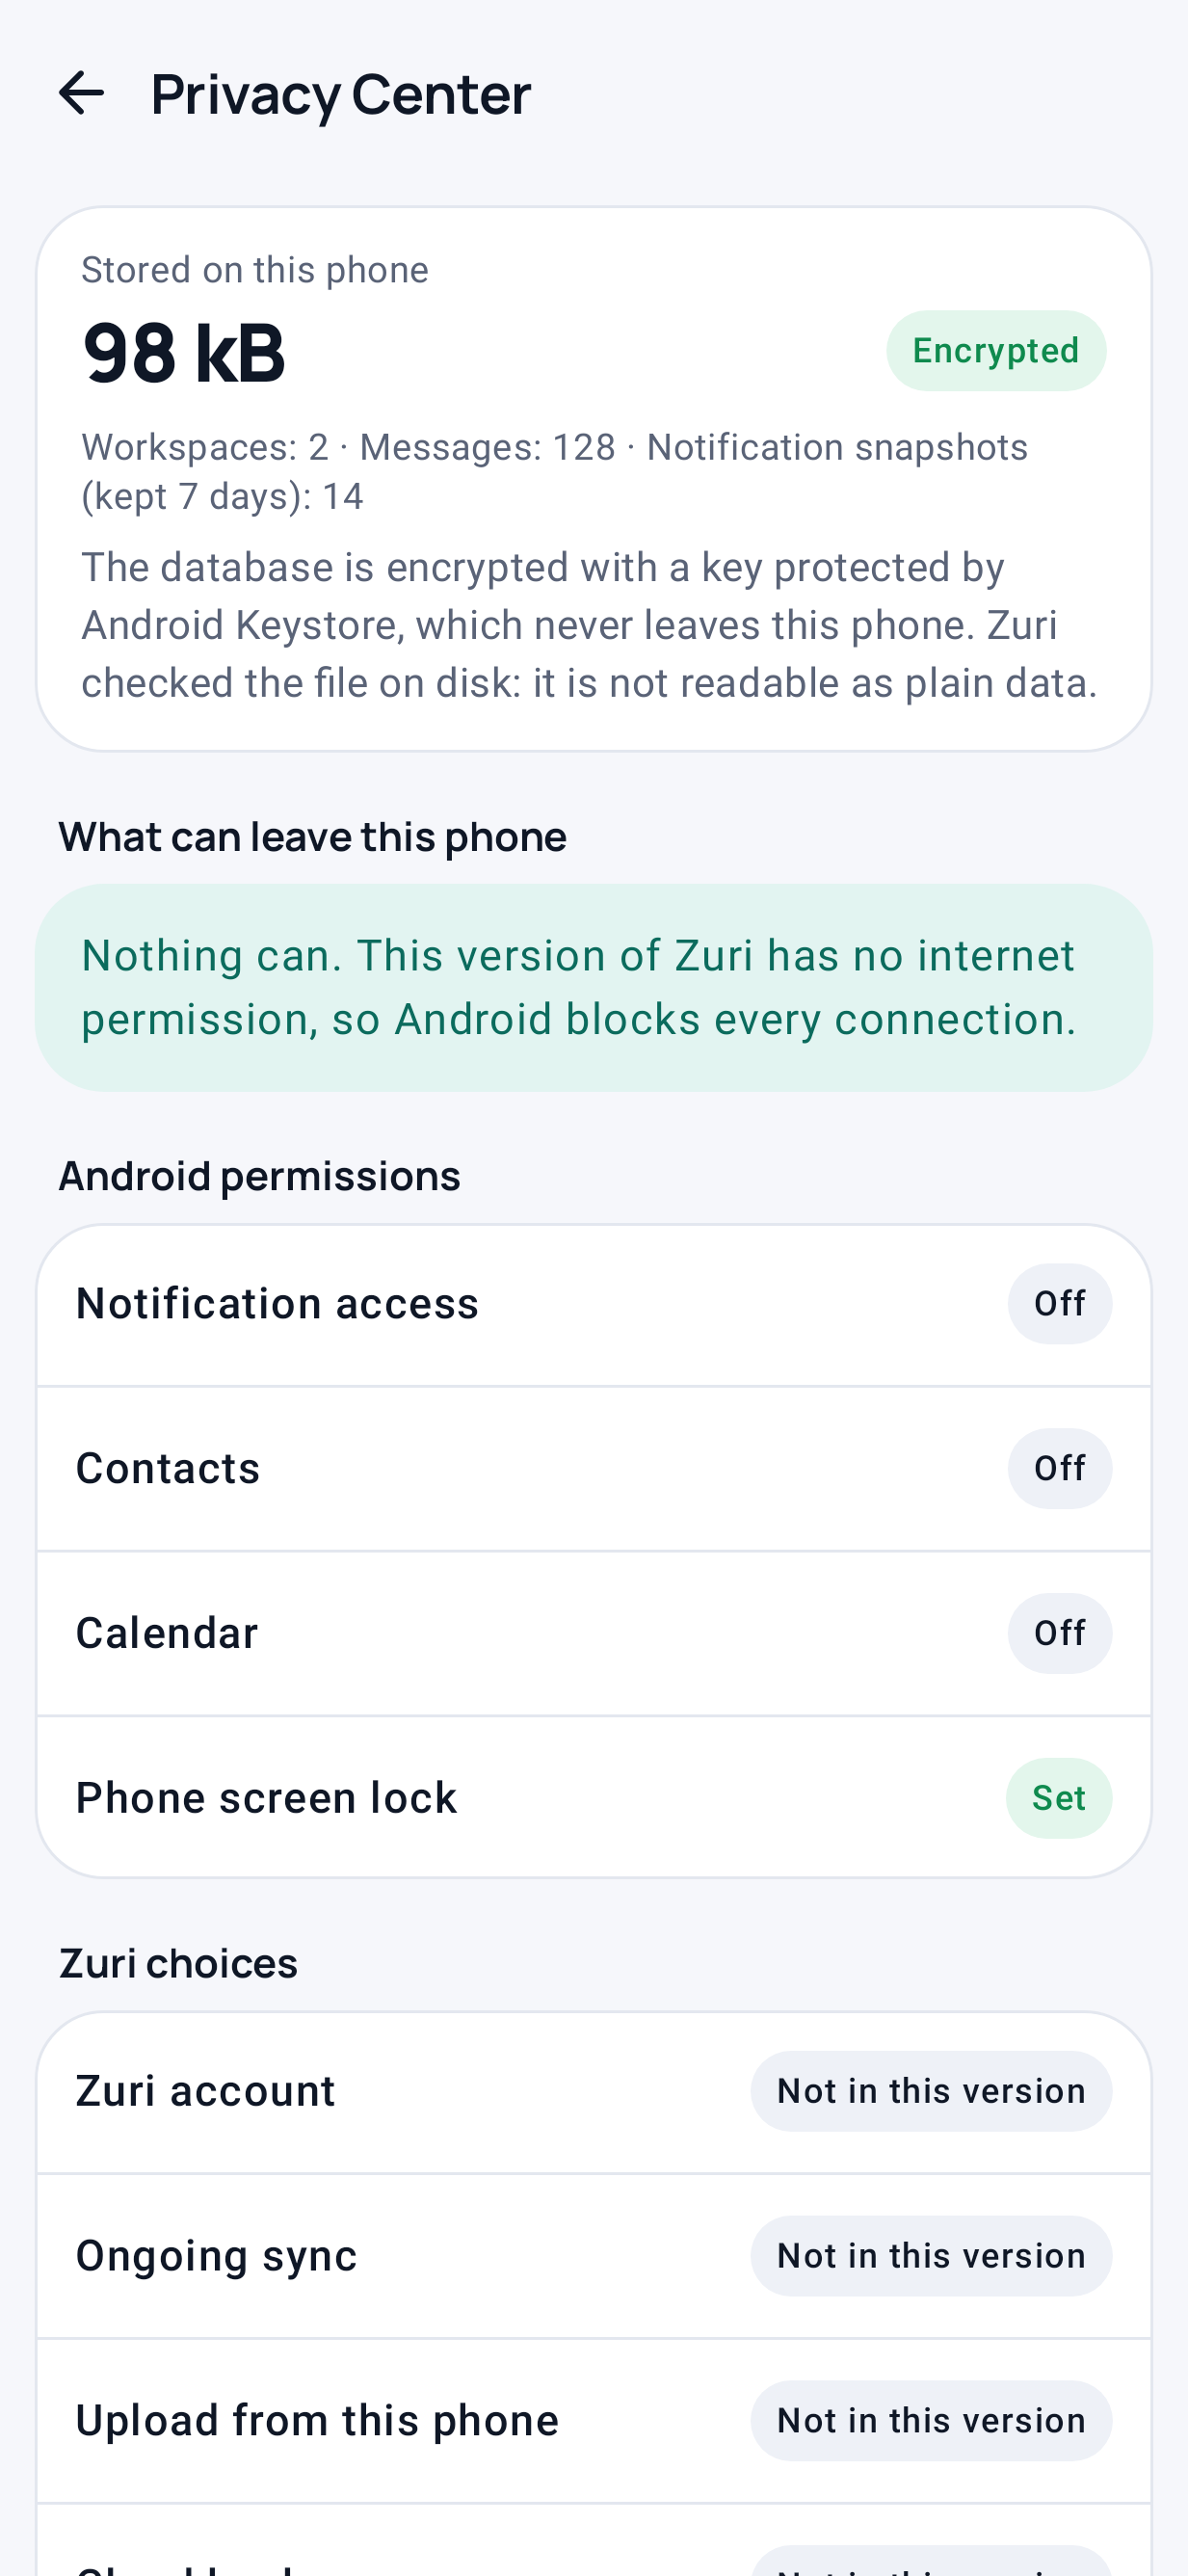 Privacy Center
Stored on this phone
98 kB
Encrypted
Workspaces: 2 · Messages: 128 · Notification snapshots
(kept 7 days): 14
The database is encrypted with a key protected by
Android Keystore, which never leaves this phone. Zuri
checked the file on disk: it is not readable as plain data.
What can leave this phone
Nothing can. This version of Zuri has no internet
permission, so Android blocks every connection.
Android permissions
Notification access
Off
Contacts
Off
Calendar
Off
Phone screen lock
Set
Zuri choices
Zuri account
Not in this version
Ongoing sync
Not in this version
Upload from this phone
Not in this version